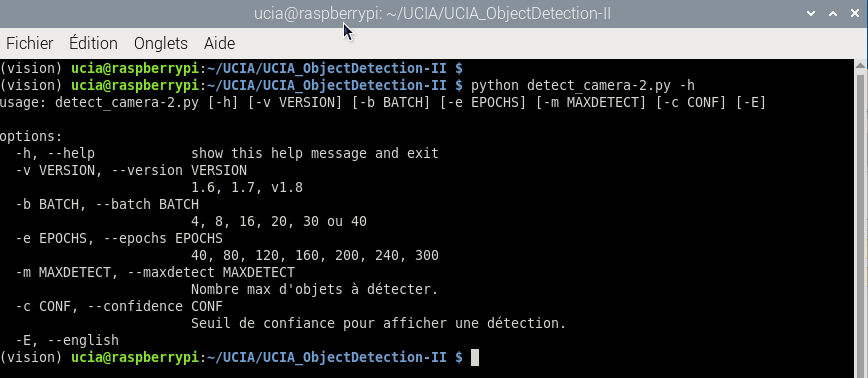 ucia@raspberrypi: ~/UCIA/UCIA_ObjectDetection-II
Fichier Édition Onglets Aide
(vision) ucia@raspberrypi:~/UCIA/UCIA_ObjectDetection-II $
(vision) ucia@raspberrypi:~/UCIA/UCIA_ObjectDetection-II $ python detect_camera-2.py -h
usage: detect_camera-2.py [-h] [-v VERSION] [-b BATCH] [-e EPOCHS] [-m MAXDETECT] [-c CONF] [-E]
options:
-h, --help show this help message and exit
-v VERSION, --version VERSION
1.6, 1.7, v1.8
-b BATCH, --batch BATCH
4, 8, 16, 20, 30 ou 40
-e EPOCHS, --epochs EPOCHS
40, 80, 120, 160, 200, 240, 300
-m MAXDETECT, --maxdetect MAXDETECT
Nombre max d'objets à détecter.
-c CONF, --confidence CONF
Seuil de confiance pour afficher une détection.
-E, --english
(vision) ucia@raspberrypi:~/UCIA/UCIA_ObjectDetection-II $